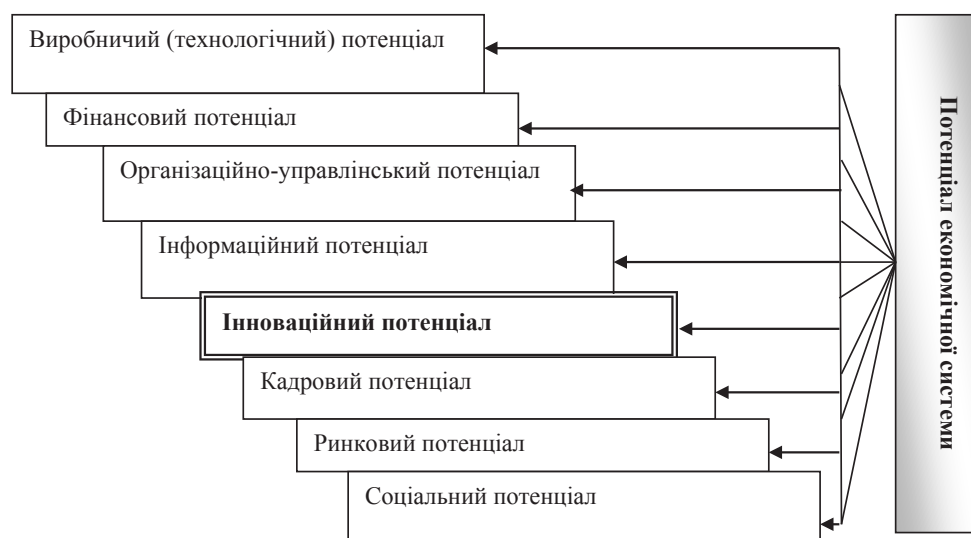 Виробничий (технологічний) потенціал
Фінансовий потенціал
Організаційно-управлінський потенціал
Інформаційний потенціал
Інноваційний потенціал
Кадровий потенціал
Ринковий потенціал
Соціальний потенціал
Потенціал економічної системи